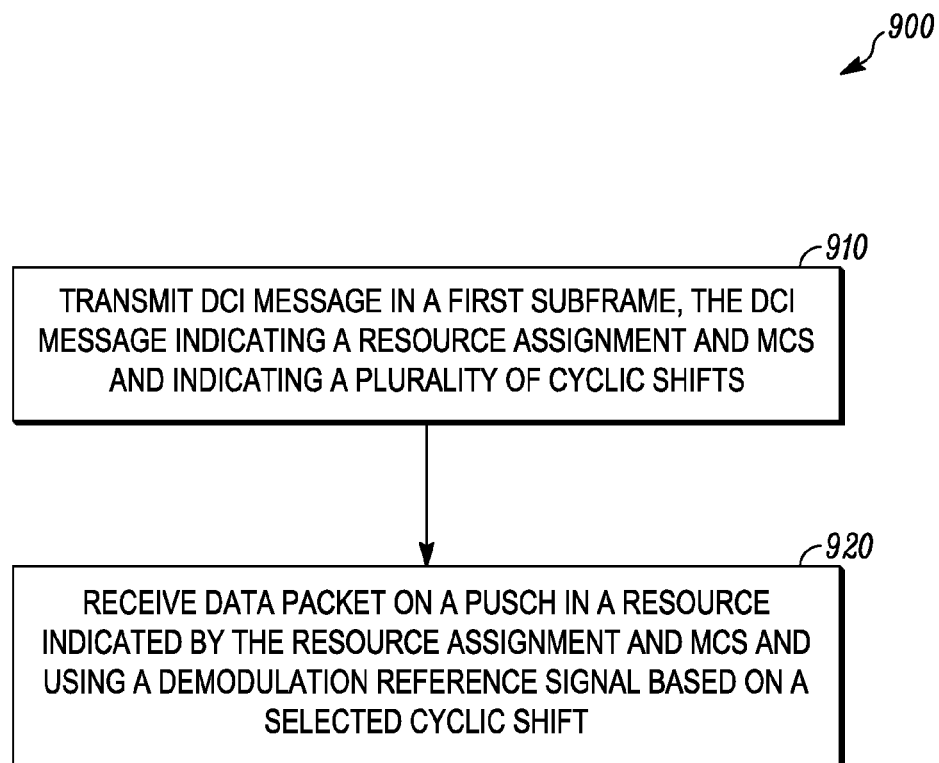 900
910
TRANSMIT DCI MESSAGE IN A FIRST SUBFRAME, THE DCI
MESSAGE INDICATING A RESOURCE ASSIGNMENT AND MCS
AND INDICATING A PLURALITY OF CYCLIC SHIFTS
920
RECEIVE DATA PACKET ON A PUSCH IN A RESOURCE
INDICATED BY THE RESOURCE ASSIGNMENT AND MCS AND
USING A DEMODULATION REFERENCE SIGNAL BASED ON A
SELECTED CYCLIC SHIFT